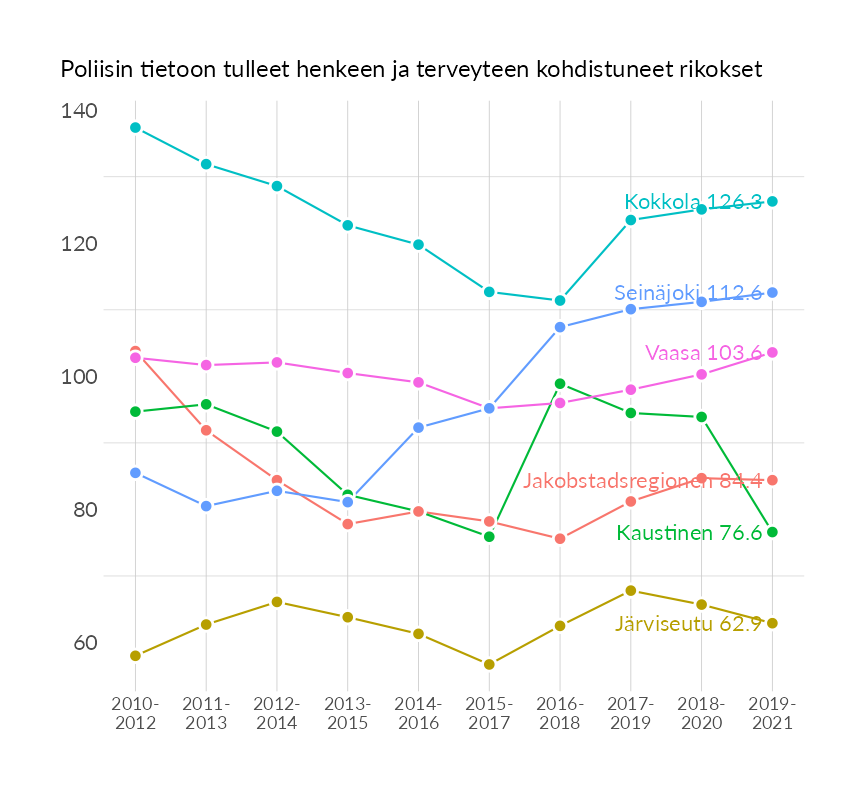 Poliisin tietoon tulleet henkeen ja terveyteen kohdistuneet rikokset
140
120
100
80
60
Kokkola 126.3
Seinäjoki 112.6
Vaasa 103.6
Jakobstadsregionen 84.4
Kaustinen 76.6
Järviseutu 62.9
2010- 2011- 2012- 2013- 2014- 2015- 2016- 2017- 2018- 2019-
2012 2013 2014 2015 2016 2017 2018 2019 2020 2021